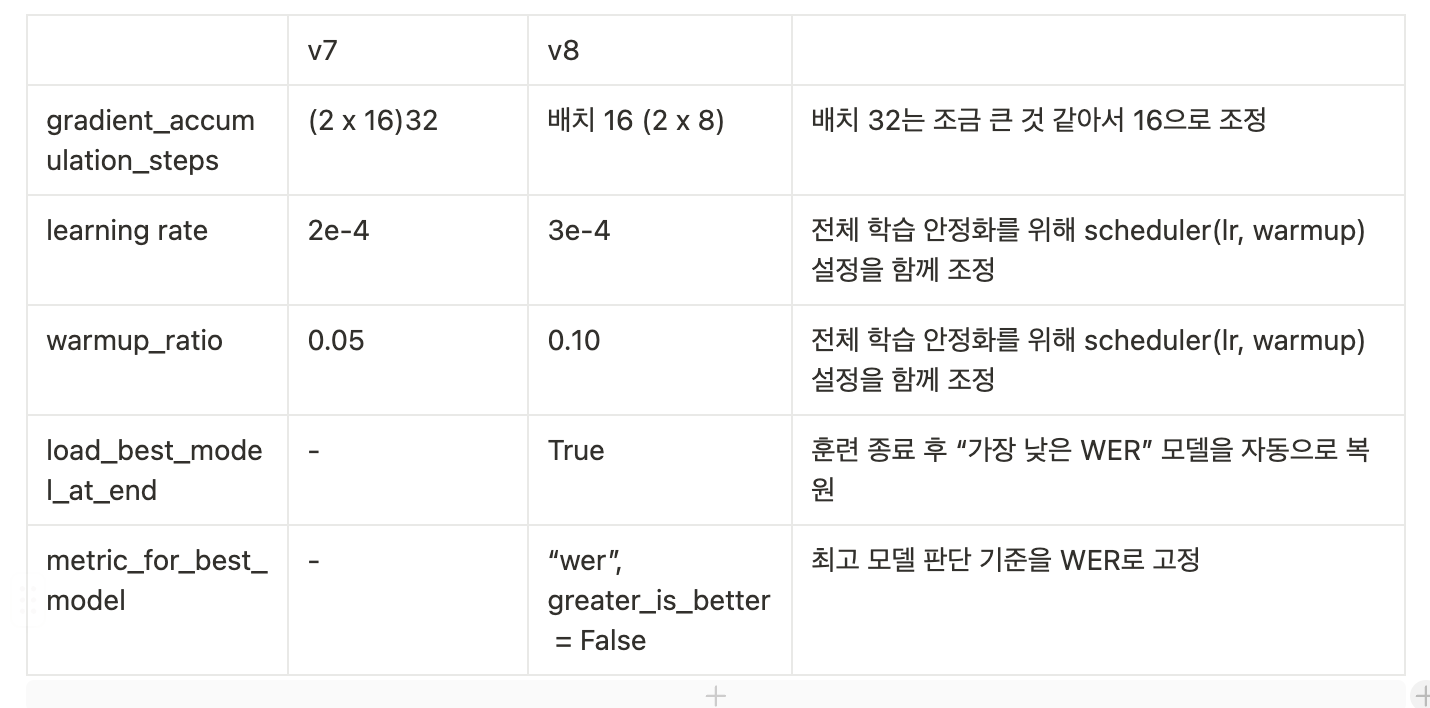 v7
v8
gradient_accum
ulation_steps
(2 x 16)32
배치 16 (2 x 8)
배치 32는 조금 큰 것 같아서 16으로 조정
learning rate
2e-4
3e-4
전체 학습 안정화를 위해 scheduler(lr, warmup)
설정을 함께 조정
warmup_ratio
0.05
0.10
전체 학습 안정화를 위해 scheduler(lr, warmup)
설정을 함께 조정
load_best_mode
l_at_end
-
True
훈련 종료 후 “가장 낮은 WER” 모델을 자동으로 복
원
metric_for_best_
model
-
“wer”,
greater_is_better
= False
최고 모델 판단 기준을 WER로 고정